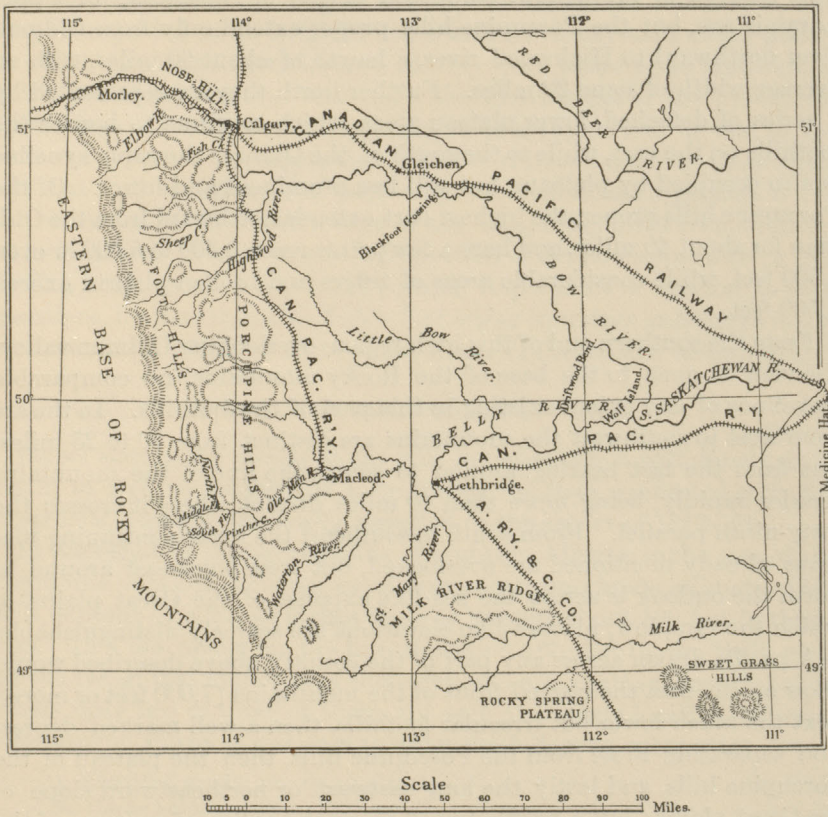 115° 114° 113° 112° 111°
NOSE HILL
Morley.
RED DEER RIVER.
51° 51°
Elbow R.
Calgary.
CANADIAN PACIFIC RAILWAY
Fish C.
Gleichen.
Blackfoot Crossing
EASTERN BASE OF ROCKY MOUNTAINS
Sheep C.
Highwood River.
FOOT HILLS
CAN. PAC. R'Y.
BOW RIVER.
PORCUPINE HILLS
Little Bow River.
Driftwood Bend.
Wolf Island.
S. SASKATCHEWAN R.
50° 50°
BELLY RIVER
CAN. PAC. R'Y.
Medicine Hat
North Fk.
Middle Fk.
South Fk.
Pincher C.
Old Man R.
Macleod.
Lethbridge.
A. R'Y. & C. CO.
Waterton River.
St. Mary River.
MILK RIVER RIDGE
Milk River.
49° 49°
SWEET GRASS
HILLS
ROCKY SPRING
PLATEAU
115° 114° 113° 112° 111°
Scale
10 5 0 10 20 30 40 50 60 70 80 90 100
Miles.